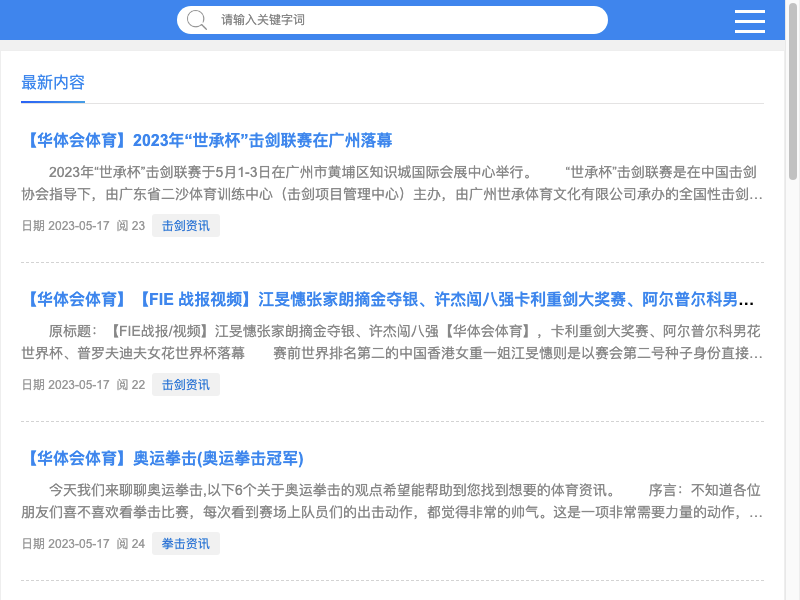 请输入关键字词
最新内容
【华体会体育】2023年“世承杯”击剑联赛在广州落幕
2023年“世承杯”击剑联赛于5月1-3日在广州市黄埔区知识城国际会展中心举行。 “世承杯”击剑联赛是在中国击剑
协会指导下，由广东省二沙体育训练中心（击剑项目管理中心）主办，由广州世承体育文化有限公司承办的全国性击剑…
日期 2023-05-17 阅 23 击剑资讯
【华体会体育】【FIE 战报视频】江旻憓张家朗摘金夺银、许杰闯八强卡利重剑大奖赛、阿尔普尔科男…
原标题：【FIE战报/视频】江旻憓张家朗摘金夺银、许杰闯八强【华体会体育】，卡利重剑大奖赛、阿尔普尔科男花
世界杯、普罗夫迪夫女花世界杯落幕 赛前世界排名第二的中国香港女重一姐江旻憓则是以赛会第二号种子身份直接…
日期 2023-05-17 阅 22 击剑资讯
【华体会体育】奥运拳击(奥运拳击冠军)
今天我们来聊聊奥运拳击,以下6个关于奥运拳击的观点希望能帮助到您找到想要的体育资讯。 序言：不知道各位
朋友们喜不喜欢看拳击比赛，每次看到赛场上队员们的出击动作，都觉得非常的帅气。这是一项非常需要力量的动作，…
日期 2023-05-17 阅 24 拳击资讯